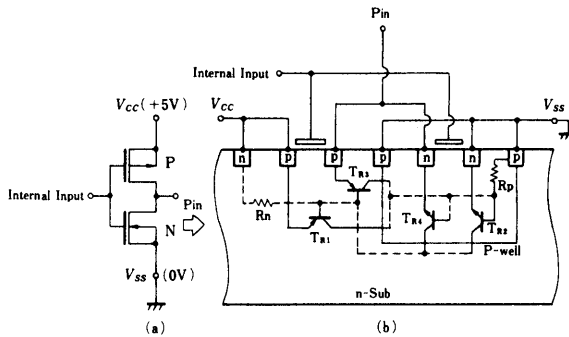 Pin
Internal Input
VCC (+5V)
P
Internal Input
Pin
N
VSS (0V)
(a)
VCC
VSS
n p p p n n p
TR3
Rn
TR1
TR4
TR2
Rp
P-well
n-Sub
(b)